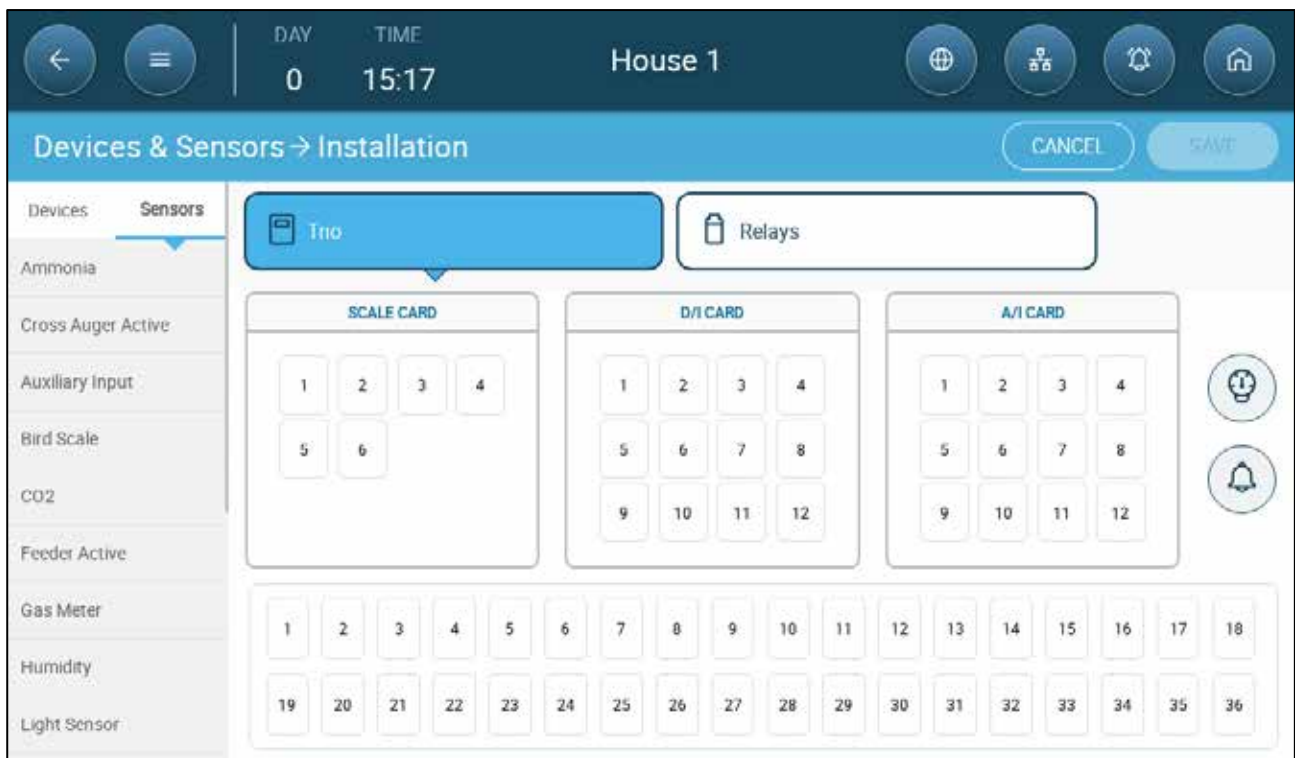 DAY TIME
0 15:17
House 1
Devices & Sensors → Installation
CANCEL SAVE
Devices Sensors
Ammonia
Cross Auger Active
Auxiliary Input
Bird Scale
CO2
Feeder Active
Gas Meter
Humidity
Light Sensor
Trio
Relays
SCALE CARD
1 2 3 4
5 6
D/I CARD
1 2 3 4
5 6 7 8
9 10 11 12
A/I CARD
1 2 3 4
5 6 7 8
9 10 11 12
1 2 3 4 5 6 7 8 9 10 11 12 13 14 15 16 17 18
19 20 21 22 23 24 25 26 27 28 29 30 31 32 33 34 35 36